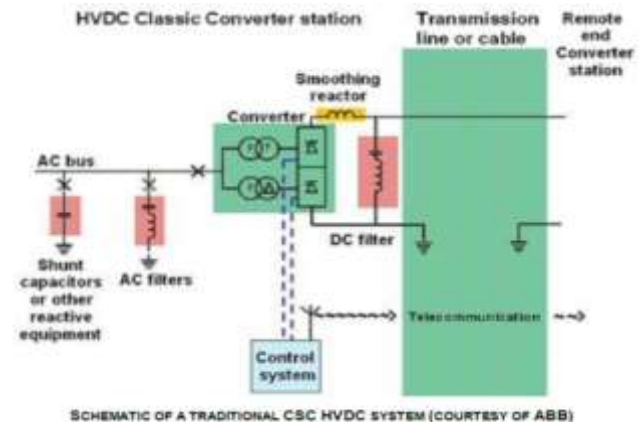 HVDC Classic Converter station
Transmission
line or cable
Remote
end
Converter
station
Smoothing
reactor
Converter
AC bus
DC filter
Shunt
capacitors
or other
reactive
equipment
AC filters
Telecommunication
Control
system
SCHEMATIC OF A TRADITIONAL CSC HVDC SYSTEM (COURTESY OF ABB)